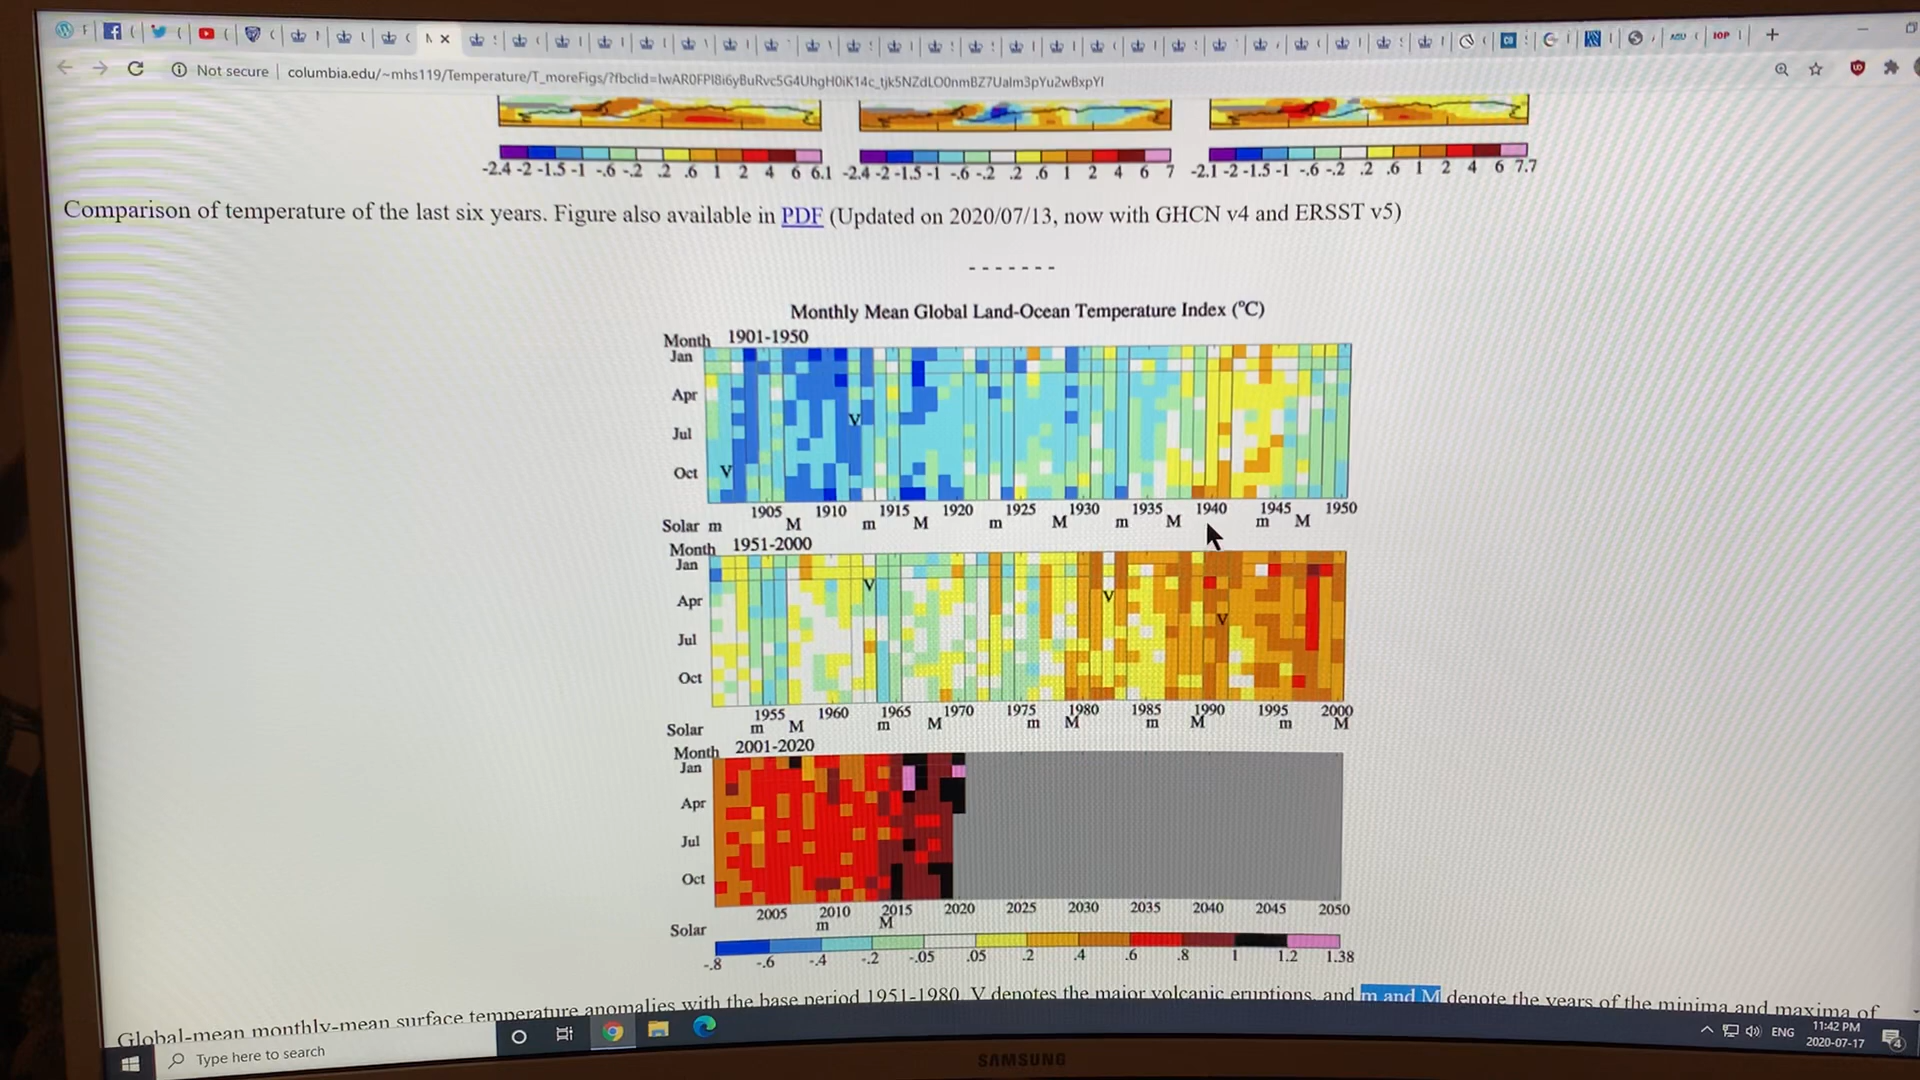 Not secure | columbia.edu/~mhs119/Temperature/T_moreFigs/?fbclid=
-2.4 -2 -1.5 -1 -.6 -.2 .2 .6 1 2 4 6 6.1 -2.4 -2 -1.5 -1 -.6 -.2 .2 .6 1 2 4 6 7 -2.1 -2 -1.5 -1 -.6 -.2 .2 .6 1 2 4 6 7.7
Comparison of temperature of the last six years. Figure also available in PDF (Updated on 2020/07/13, now with GHCN v4 and ERSST v5)
- - - - - - -
Monthly Mean Global Land-Ocean Temperature Index (°C)
Month 1901-1950
Jan
Apr
V
Jul
Oct V
1905 1910 1915 1920 1925 1930 1935 1940 1945 1950
Solar m M m M m M m M m M
Month 1951-2000
Jan
V
Apr V
V
Jul
Oct
1955 1960 1965 1970 1975 1980 1985 1990 1995 2000
Solar m M m M m M m M m M
Month 2001-2020
Jan
Apr
Jul
Oct
2005 2010 2015 2020 2025 2030 2035 2040 2045 2050
Solar m M
-.8 -.6 -.4 -.2 -.05 .05 .2 .4 .6 .8 1 1.2 1.38
Global-mean monthly-mean surface temperature anomalies with the base period 1951-1980. V denotes the major volcanic eruptions, and m and M denote the years of the minima and maxima of
Type here to search
ENG
11:42 PM
2020-07-17
4
SAMSUNG